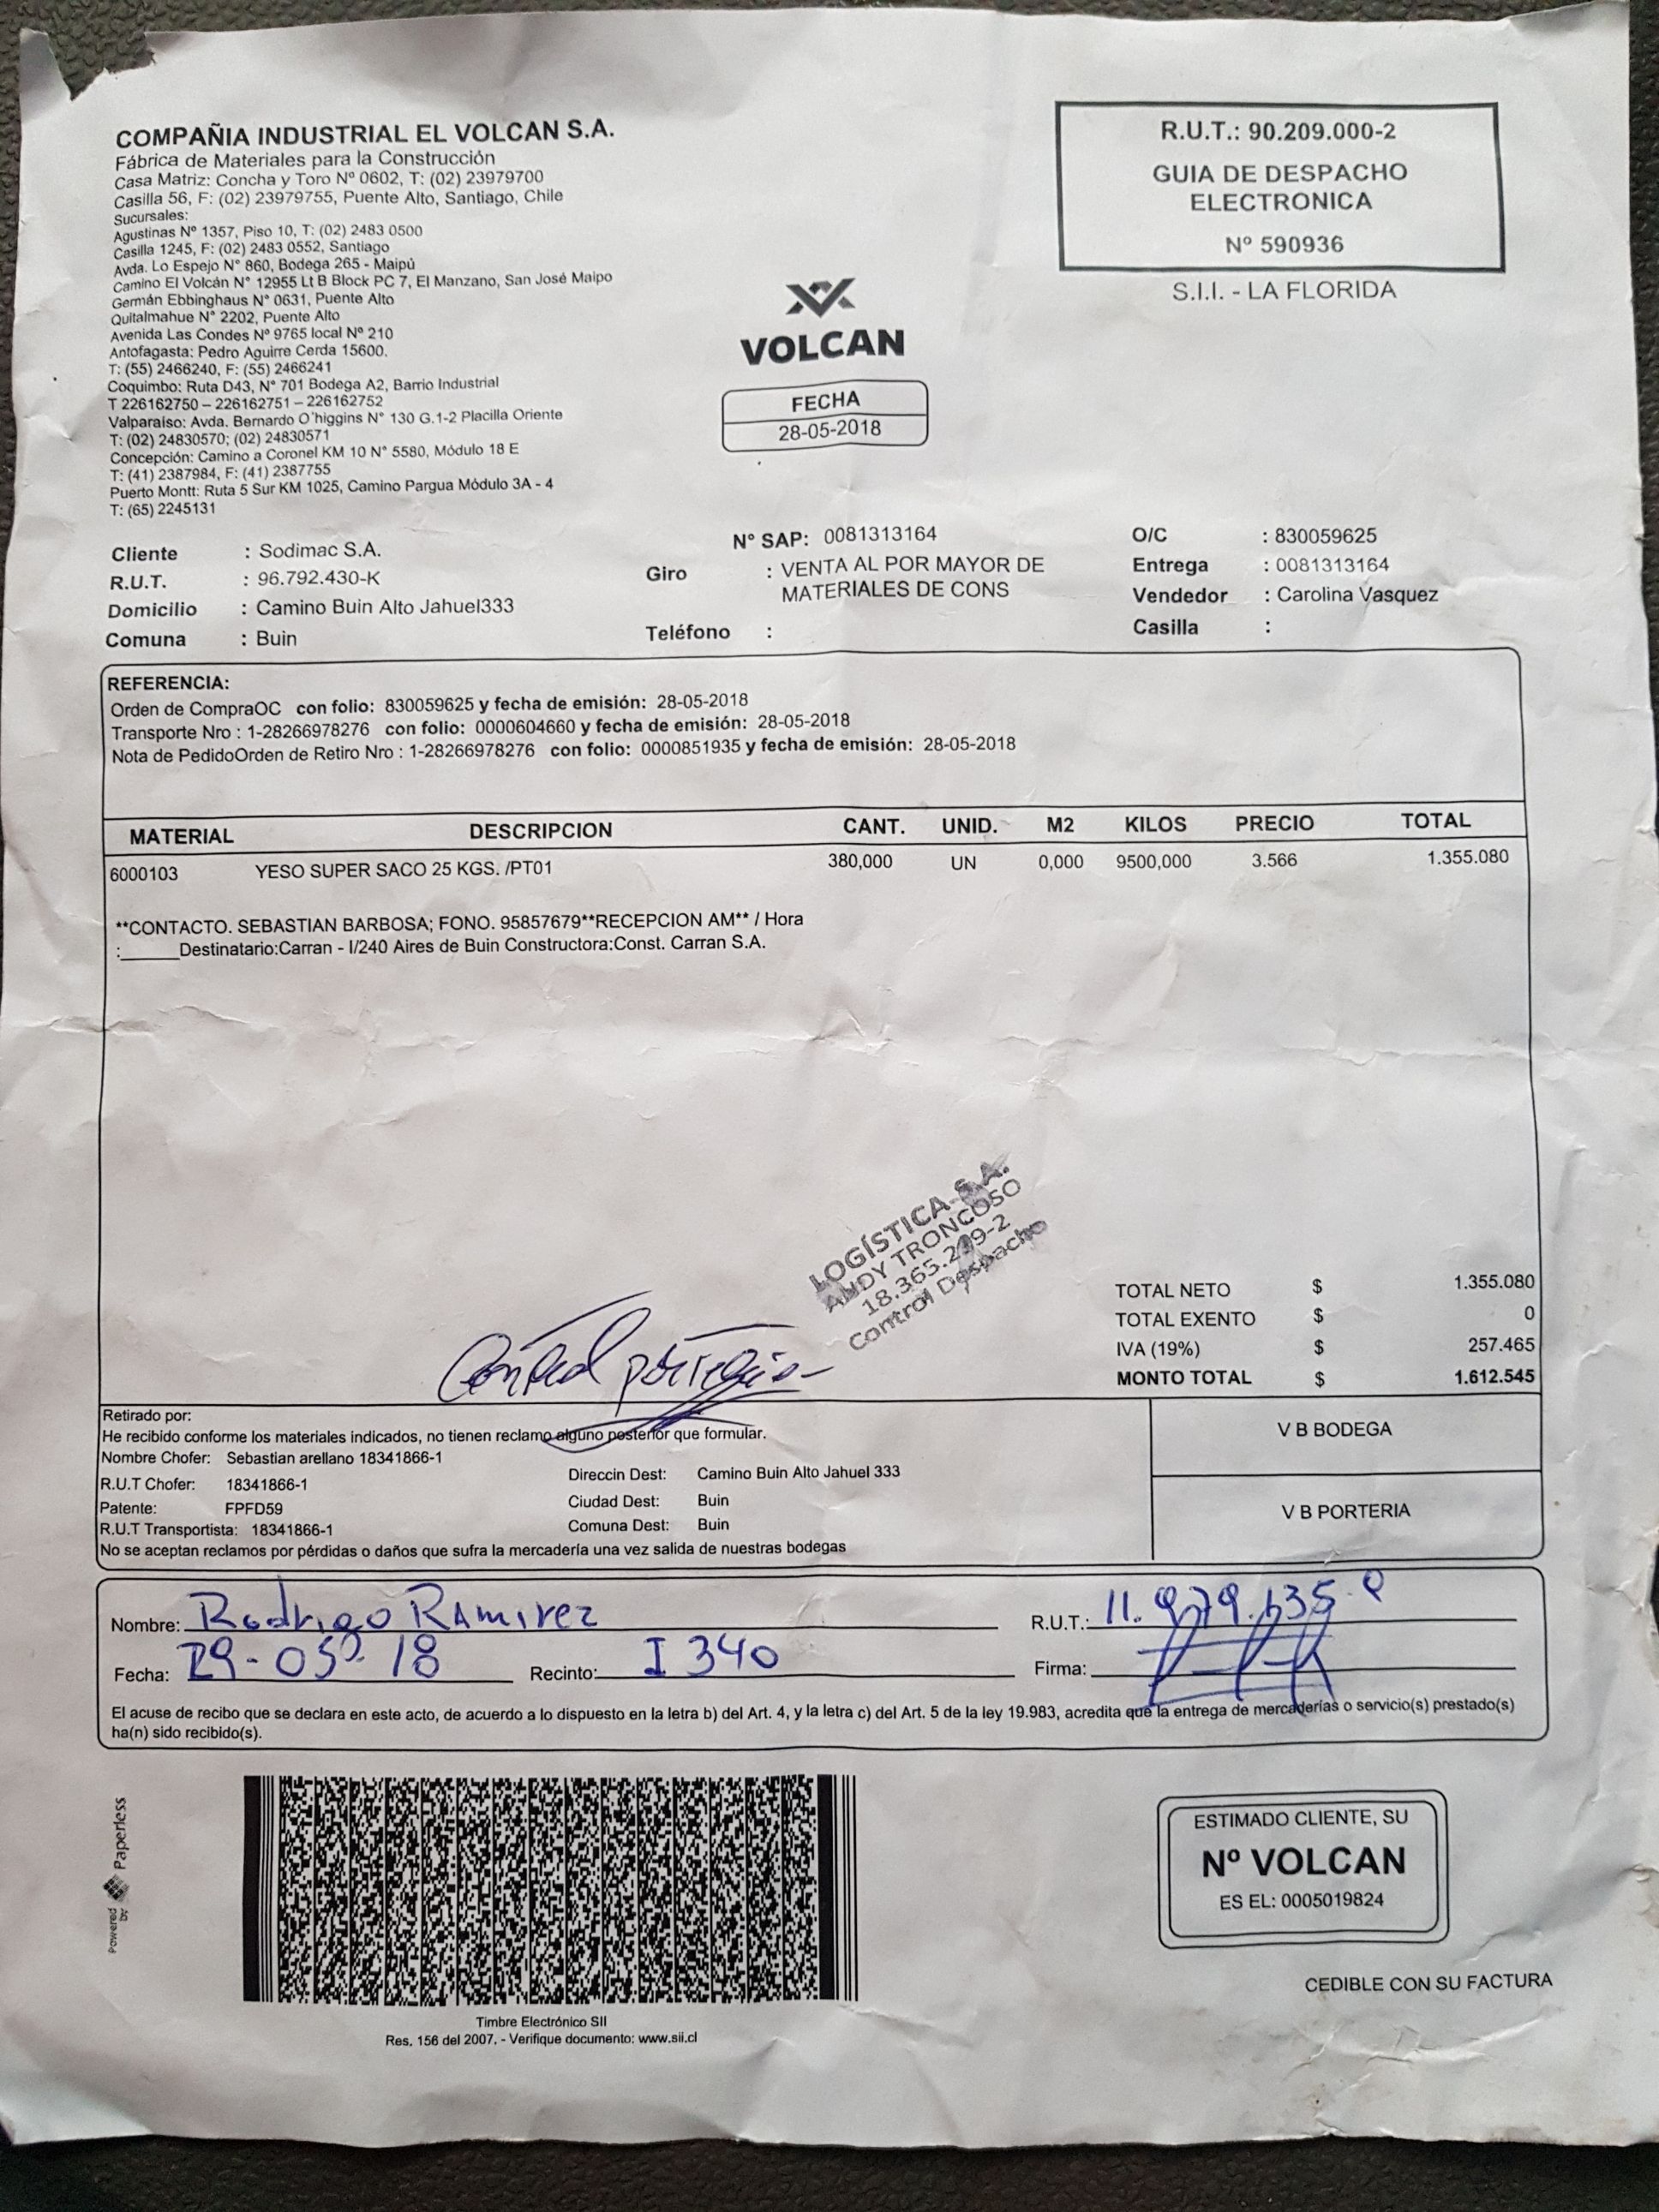 COMPAÑIA INDUSTRIAL EL VOLCAN S.A.
Fábrica de Materiales para la Construcción
Casa Matriz: Concha y Toro Nº 0602, T: (02) 23979700
Casilla 56, F: (02) 23979755, Puente Alto, Santiago, Chile
Sucursales:
Agustinas Nº 1357, Piso 10, T: (02) 2483 0500
Casilla 1245, F: (02) 2483 0552, Santiago
Avda. Lo Espejo N° 860, Bodega 265 - Maipú
Camino El Volcán N° 12955 Lt B Block PC 7, El Manzano, San José Maipo
Germán Ebbinghaus N° 0631, Puente Alto
Quitalmahue N° 2202, Puente Alto
Avenida Las Condes Nº 9765 local Nº 210
Antofagasta: Pedro Aguirre Cerda 15600.
T: (55) 2466240, F: (55) 2466241
Coquimbo: Ruta D43, N° 701 Bodega A2, Barrio Industrial
T 226162750 – 226162751 – 226162752
Valparaíso: Avda. Bernardo O'higgins N° 130 G.1-2 Placilla Oriente
T: (02) 24830570; (02) 24830571
Concepción: Camino a Coronel KM 10 N° 5580, Módulo 18 E
T: (41) 2387984, F: (41) 2387755
Puerto Montt: Ruta 5 Sur KM 1025, Camino Pargua Módulo 3A - 4
T: (65) 2245131
VOLCAN
FECHA
28-05-2018
R.U.T.: 90.209.000-2
GUIA DE DESPACHO
ELECTRONICA
Nº 590936
S.I.I. - LA FLORIDA
Cliente : Sodimac S.A.
R.U.T. : 96.792.430-K
Domicilio : Camino Buin Alto Jahuel333
Comuna : Buin
N° SAP: 0081313164
Giro : VENTA AL POR MAYOR DE
MATERIALES DE CONS
Teléfono :
O/C : 830059625
Entrega : 0081313164
Vendedor : Carolina Vasquez
Casilla :
REFERENCIA:
Orden de CompraOC con folio: 830059625 y fecha de emisión: 28-05-2018
Transporte Nro : 1-28266978276 con folio: 0000604660 y fecha de emisión: 28-05-2018
Nota de PedidoOrden de Retiro Nro : 1-28266978276 con folio: 0000851935 y fecha de emisión: 28-05-2018
MATERIAL DESCRIPCION CANT. UNID. M2 KILOS PRECIO TOTAL
6000103 YESO SUPER SACO 25 KGS. /PT01 380,000 UN 0,000 9500,000 3.566 1.355.080
**CONTACTO. SEBASTIAN BARBOSA; FONO. 95857679**RECEPCION AM** / Hora
:______Destinatario:Carran - I/240 Aires de Buin Constructora:Const. Carran S.A.
LOGÍSTICA S.A.
ANDY TRONCOSO
18.365.
Control Despacho
TOTAL NETO $ 1.355.080
TOTAL EXENTO $ 0
IVA (19%) $ 257.465
MONTO TOTAL $ 1.612.545
Retirado por:
He recibido conforme los materiales indicados, no tienen reclamo alguno posterior que formular.
Nombre Chofer: Sebastian arellano 18341866-1
R.U.T Chofer: 18341866-1
Patente: FPFD59
R.U.T Transportista: 18341866-1
Direccin Dest: Camino Buin Alto Jahuel 333
Ciudad Dest: Buin
Comuna Dest: Buin
No se aceptan reclamos por pérdidas o daños que sufra la mercadería una vez salida de nuestras bodegas
V B BODEGA
V B PORTERIA
Nombre: Rodrigo Ramirez R.U.T.: 11.
Fecha: 29-05-18 Recinto: I 340 Firma:
El acuse de recibo que se declara en este acto, de acuerdo a lo dispuesto en la letra b) del Art. 4, y la letra c) del Art. 5 de la ley 19.983, acredita que la entrega de mercaderías o servicio(s) prestado(s)
ha(n) sido recibido(s).
Powered by Paperless
Timbre Electrónico SII
Res. 156 del 2007. - Verifique documento: www.sii.cl
ESTIMADO CLIENTE, SU
Nº VOLCAN
ES EL: 0005019824
CEDIBLE CON SU FACTURA